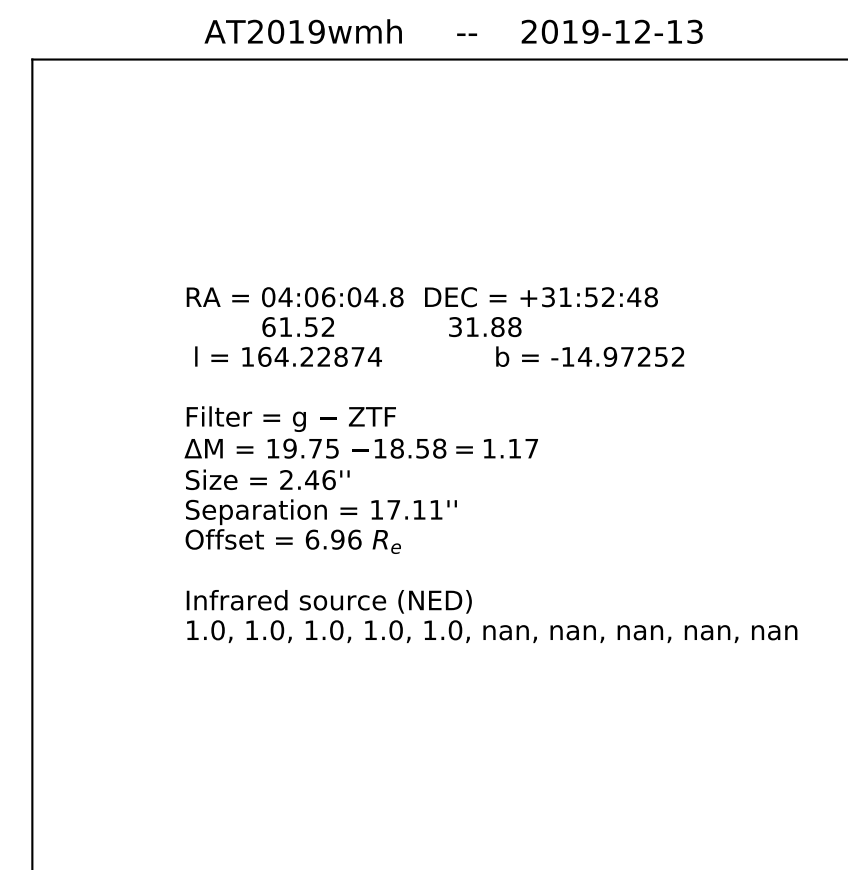 AT2019wmh -- 2019-12-13
RA = 04:06:04.8 DEC = +31:52:48
61.52 31.88
l = 164.22874 b = -14.97252
Filter = g − ZTF
ΔM = 19.75 −18.58 = 1.17
Size = 2.46''
Separation = 17.11''
Offset = 6.96 Re
Infrared source (NED)
1.0, 1.0, 1.0, 1.0, 1.0, nan, nan, nan, nan, nan